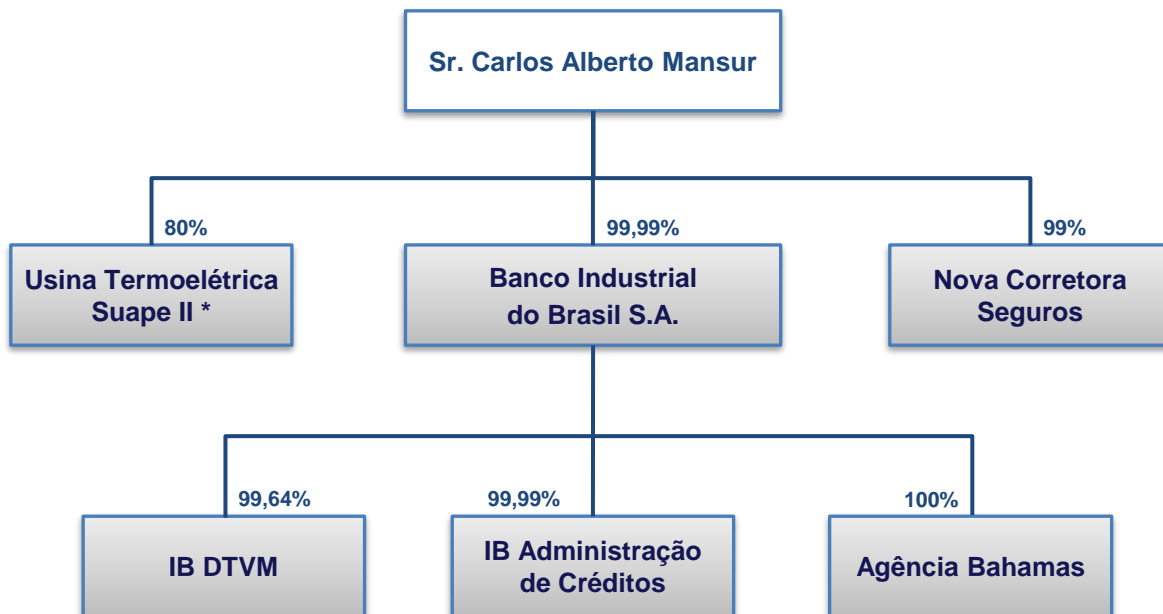 Sr. Carlos Alberto Mansur
80%
99,99%
99%
Usina Termoelétrica
Suape II *
Banco Industrial
do Brasil S.A.
Nova Corretora
Seguros
99,64%
99,99%
100%
IB DTVM
IB Administração
de Créditos
Agência Bahamas